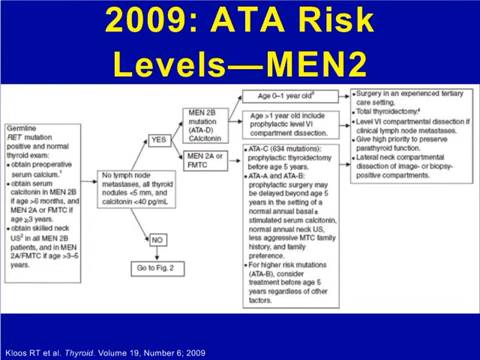 2009: ATA Risk
Levels—MEN2
Germline
RET mutation
positive and normal
thyroid exam:
• obtain preoperative
serum calcium.1
• obtain serum
calcitonin in MEN 2B
if age >6 months, and
MEN 2A or FMTC if
age ≥3 years.
• obtain skilled neck
US2 in all MEN 2B
patients, and in MEN
2A/FMTC if age >3–5
years.
No lymph node
metastases, all thyroid
nodules <5 mm, and
calcitonin <40 pg/mL
YES
NO
Go to Fig. 2
MEN 2B
mutation
(ATA-D)
CAlcitonin
MEN 2A or
FMTC
Age 0–1 year old3
Age >1 year old include
prophylactic level VI
compartment dissection.
• ATA-C (634 mutations):
prophylactic thyroidectomy
before age 5 years.
• ATA-A and ATA-B:
prophylactic surgery may
be delayed beyond age 5
years in the setting of a
normal annual basal ±
stimulated serum calcitonin,
normal annual neck US,
less aggressive MTC family
history, and family
preference.
• For higher risk mutations
(ATA-B), consider
treatment before age 5
years regardless of other
factors.
• Surgery in an experienced tertiary
care setting.
• Total thyroidectomy.4
• Level VI compartmental dissection if
clinical lymph node metastases.
• Give high priority to preserve
parathyroid function.
• Lateral neck compartmental
dissection of image- or biopsy-
positive compartments.
Kloos RT et al. Thyroid. Volume 19, Number 6; 2009